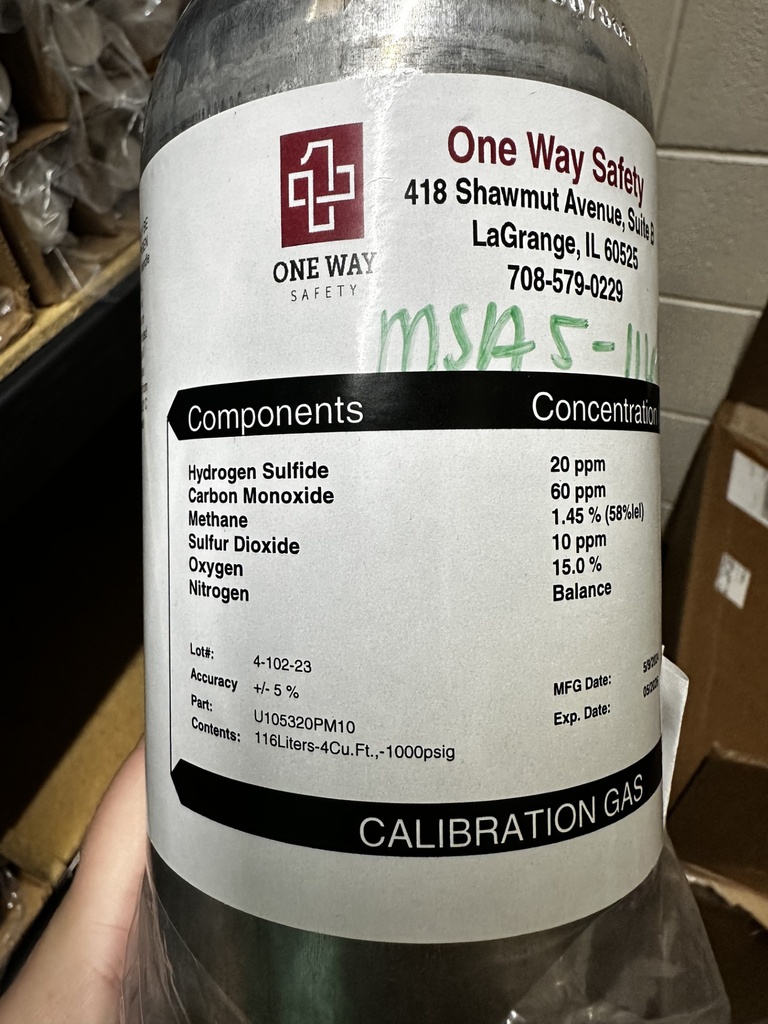 ONE WAY
SAFETY
One Way Safety
418 Shawmut Avenue, Suite B
LaGrange, IL 60525
708-579-0229
MSA 5-
Components Concentration
Hydrogen Sulfide 20 ppm
Carbon Monoxide 60 ppm
Methane 1.45 % (58%lel)
Sulfur Dioxide 10 ppm
Oxygen 15.0 %
Nitrogen Balance
Lot#: 4-102-23
Accuracy +/- 5 %
Part: U105320PM10
Contents: 116Liters-4Cu.Ft.,-1000psig
MFG Date:
Exp. Date:
CALIBRATION GAS